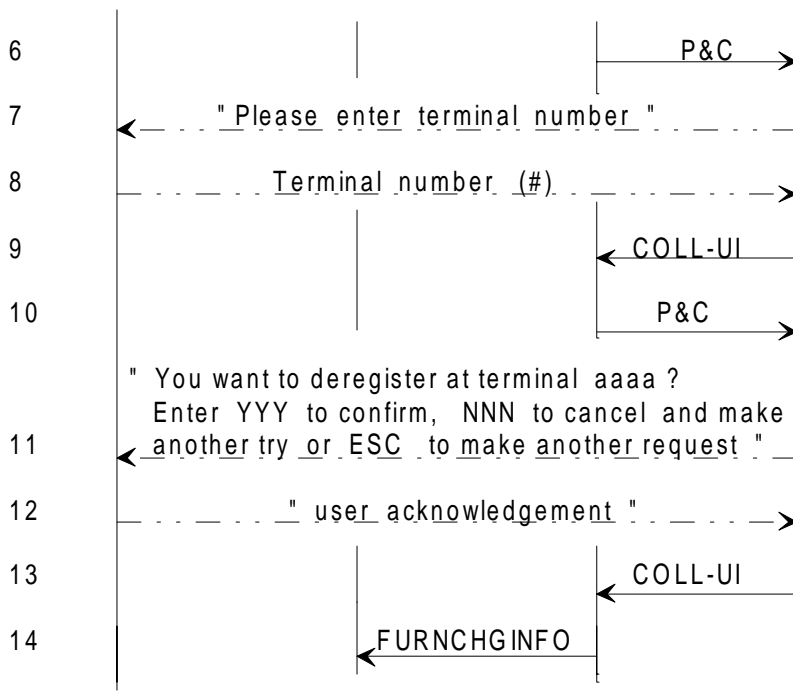 6 P&C
7 " Please enter terminal number "
8 Terminal number (#)
9 COLL-UI
10 P&C
" You want to deregister at terminal aaaa ?
Enter YYY to confirm, NNN to cancel and make
11 another try or ESC to make another request "
12 " user acknowledgement "
13 COLL-UI
14 FURNCHGINFO